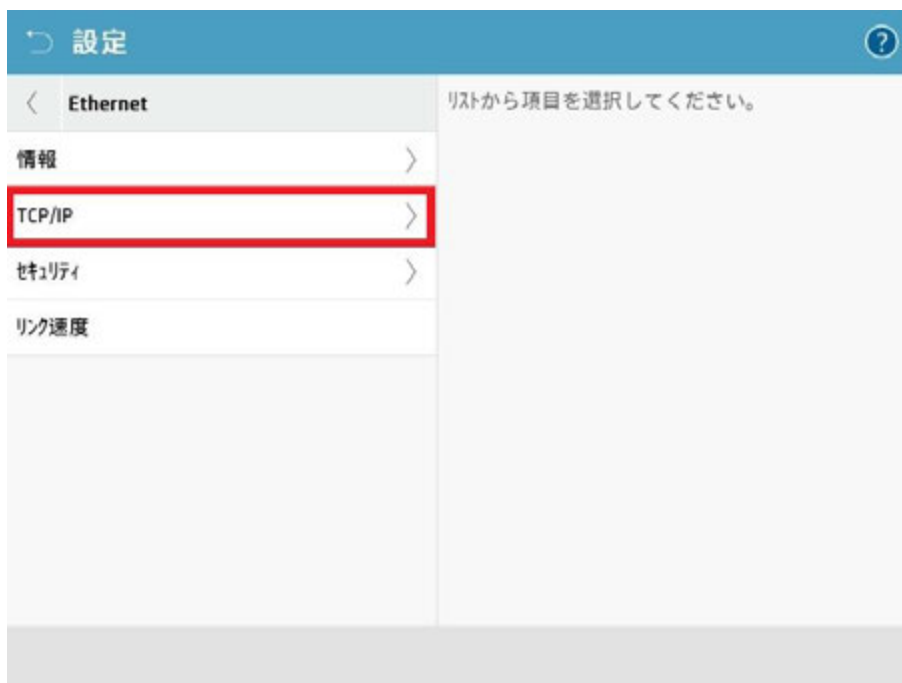 設定
?
Ethernet
リストから項目を選択してください。
情報
TCP/IP
セキュリティ
リンク速度